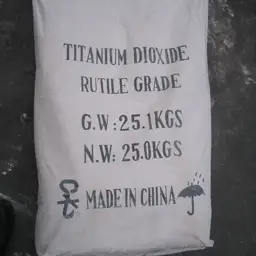 TITANIUM DIOXIDE
RUTILE GRADE
G.W:25.1KGS
N.W:25.0KGS
MADE IN CHINA